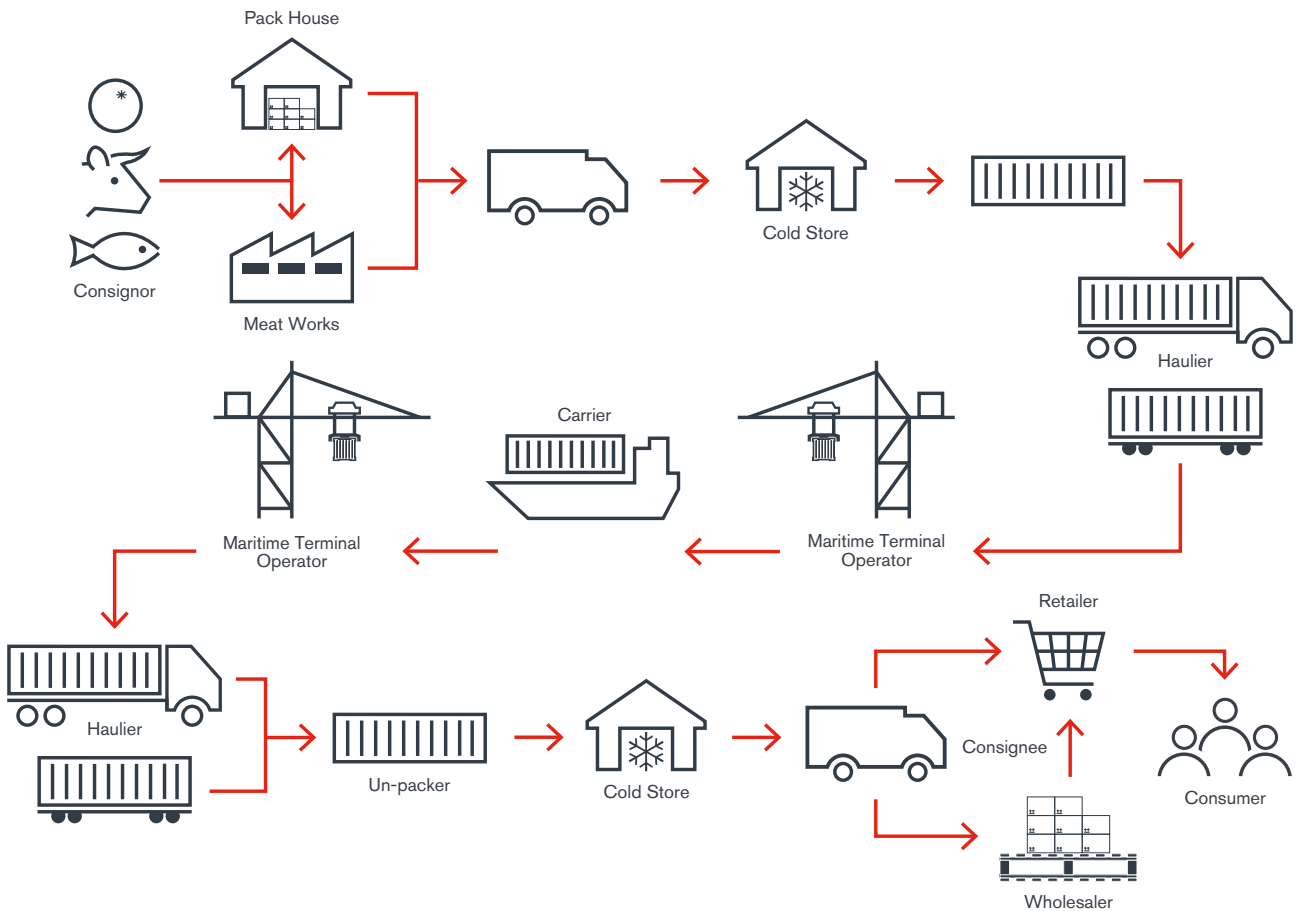 Pack House
Consignor
Meat Works
Cold Store
Haulier
Carrier
Maritime Terminal
Operator
Maritime Terminal
Operator
Haulier
Un-packer
Cold Store
Consignee
Retailer
Wholesaler
Consumer